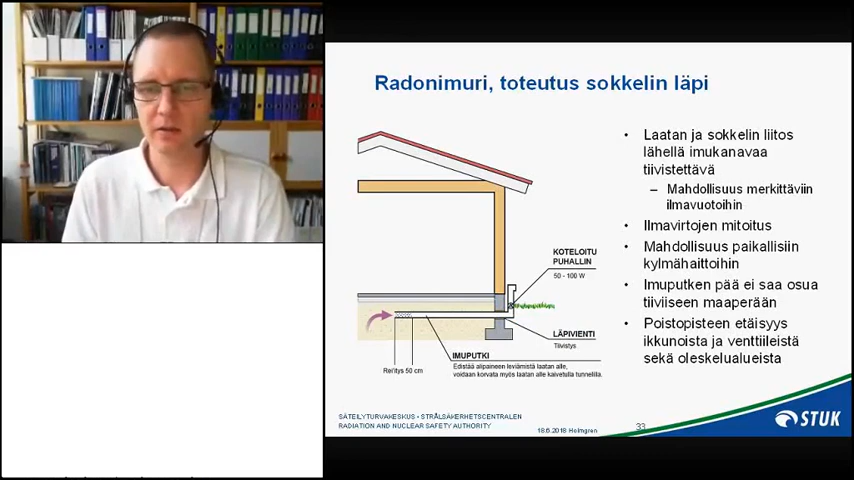 Radonimuri, toteutus sokkelin läpi
• Laatan ja sokkelin liitos
lähellä imukanavaa
tiivistettävä
– Mahdollisuus merkittäviin
ilmavuotoihin
• Ilmavirtojen mitoitus
• Mahdollisuus paikallisiin
kylmähaittoihin
• Imuputken pää ei saa osua
tiiviiseen maaperään
• Poistopisteen etäisyys
ikkunoista ja venttiileistä
sekä oleskelualueista
KOTELOITU
PUHALLIN
50 - 100 W
LÄPIVIENTI
Tiivistys
IMUPUTKI
Edistää alipaineen leviämistä laatan alle,
voidaan korvata myös laatan alle kaivetulla tunnelilla.
Rei'itys 50 cm
SÄTEILYTURVAKESKUS • STRÅLSÄKERHETSCENTRALEN
RADIATION AND NUCLEAR SAFETY AUTHORITY
18.6.2018 Holmgren
33
STUK